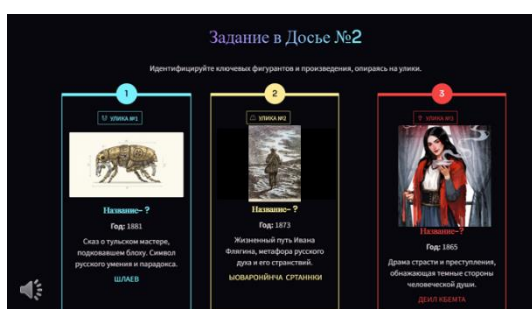 Задание в Досье №2
Идентифицируйте ключевых фигурантов и произведения, опираясь на улики.
1
УЛИКА №1
Название- ?
Год: 1881
Сказ о тульском мастере,
подковавшем блоху. Символ
русского умения и парадокса.
ШЛАЕВ
2
УЛИКА №2
Название- ?
Год: 1873
Жизненный путь Ивана
Флягина, метафора русского
духа и его странствий.
ЫОВАРОНЙНЧА СРТАННКИ
3
УЛИКА №3
Название- ?
Год: 1865
Драма страсти и преступления,
обнажающая темные стороны
человеческой души.
ДЕИЛ КБЕМТА